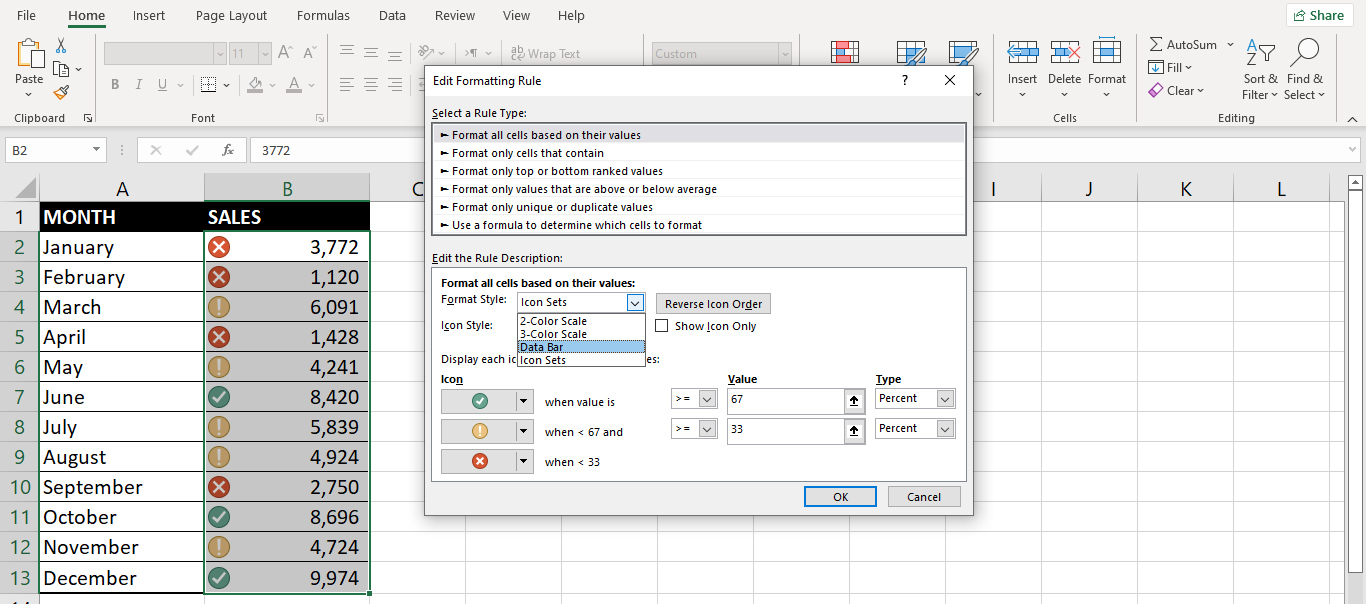 File Home Insert Page Layout Formulas Data Review View Help Share
11 A A Wrap Text Custom AutoSum
Paste B I U A Insert Delete Format Fill Sort & Find &
Clear Filter Select
Clipboard Font Cells Editing
B2 fx 3772
A B C I J K L
1 MONTH SALES
2 January 3,772
3 February 1,120
4 March 6,091
5 April 1,428
6 May 4,241
7 June 8,420
8 July 5,839
9 August 4,924
10 September 2,750
11 October 8,696
12 November 4,724
13 December 9,974
Edit Formatting Rule ?
Select a Rule Type:
► Format all cells based on their values
► Format only cells that contain
► Format only top or bottom ranked values
► Format only values that are above or below average
► Format only unique or duplicate values
► Use a formula to determine which cells to format
Edit the Rule Description:
Format all cells based on their values:
Format Style: Icon Sets Reverse Icon Order
Icon Style: Show Icon Only
2-Color Scale
3-Color Scale
Data Bar
Icon Sets
Display each ic es:
Icon Value Type
when value is >= 67 Percent
when < 67 and >= 33 Percent
when < 33
OK Cancel